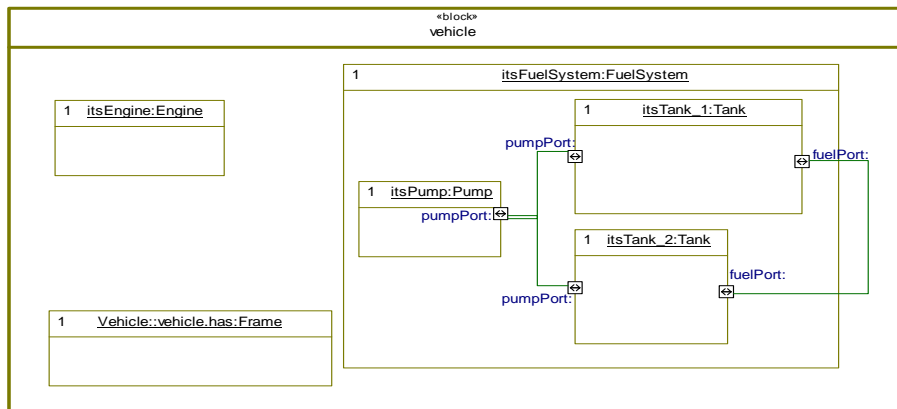 «block»
vehicle
1 itsFuelSystem:FuelSystem
1 itsEngine:Engine
1 itsTank_1:Tank
pumpPort:
fuelPort:
1 itsPump:Pump
pumpPort:
1 itsTank_2:Tank
fuelPort:
pumpPort:
1 Vehicle::vehicle.has:Frame